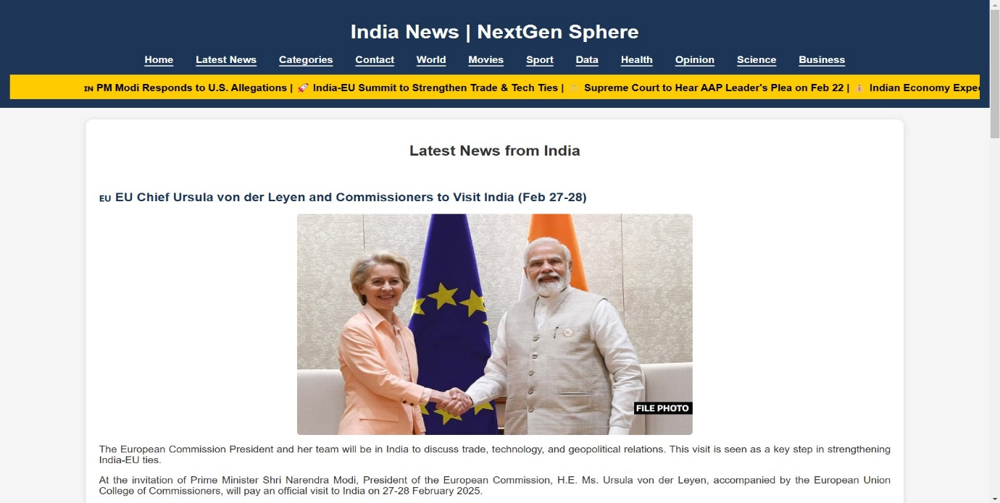 India News | NextGen Sphere
Home Latest News Categories Contact World Movies Sport Data Health Opinion Science Business
IN PM Modi Responds to U.S. Allegations | 🚀 India-EU Summit to Strengthen Trade & Tech Ties | Supreme Court to Hear AAP Leader's Plea on Feb 22 | 💰 Indian Economy
Latest News from India
EU EU Chief Ursula von der Leyen and Commissioners to Visit India (Feb 27-28)
FILE PHOTO
The European Commission President and her team will be in India to discuss trade, technology, and geopolitical relations. This visit is seen as a key step in strengthening
India-EU ties.
At the invitation of Prime Minister Shri Narendra Modi, President of the European Commission, H.E. Ms. Ursula von der Leyen, accompanied by the European Union
College of Commissioners, will pay an official visit to India on 27-28 February 2025.